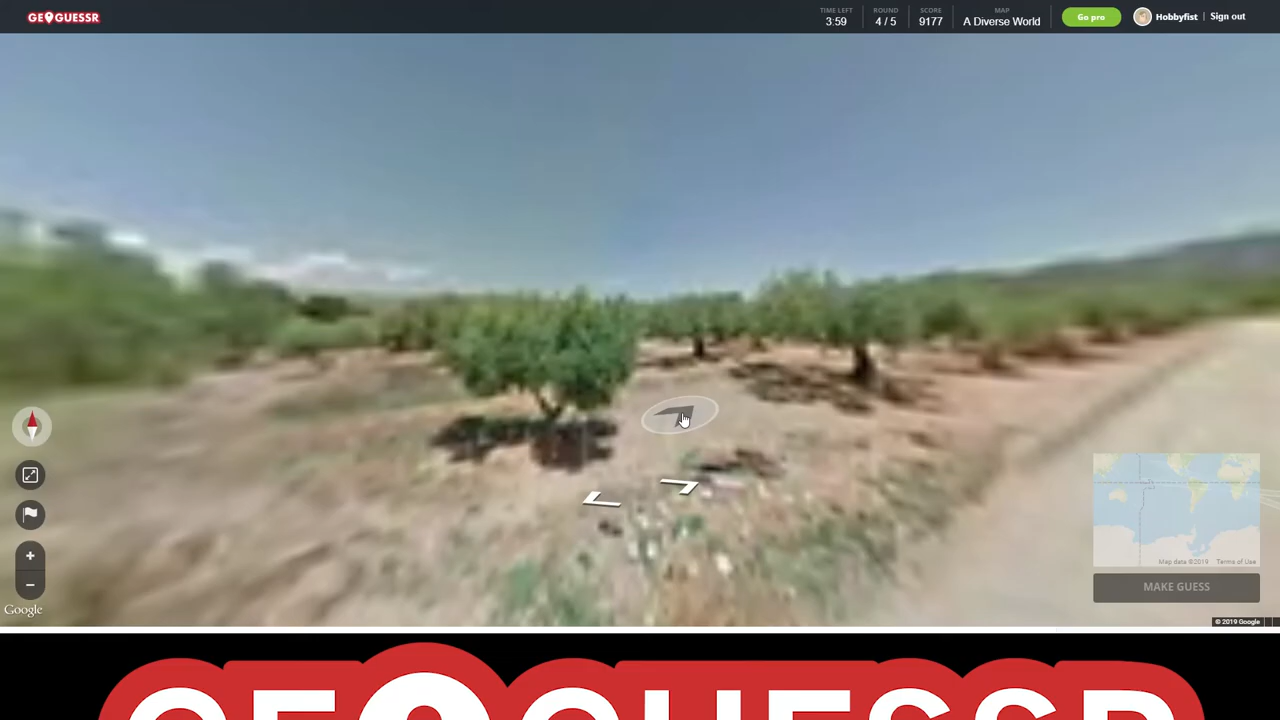 GEOGUESSR
TIME LEFT
3:59
ROUND
4 / 5
SCORE
9177
MAP
A Diverse World
Go pro
Hobbyfist | Sign out
Map data ©2019 Terms of Use
MAKE GUESS
Google
© 2019 Google
GEOGUESSR